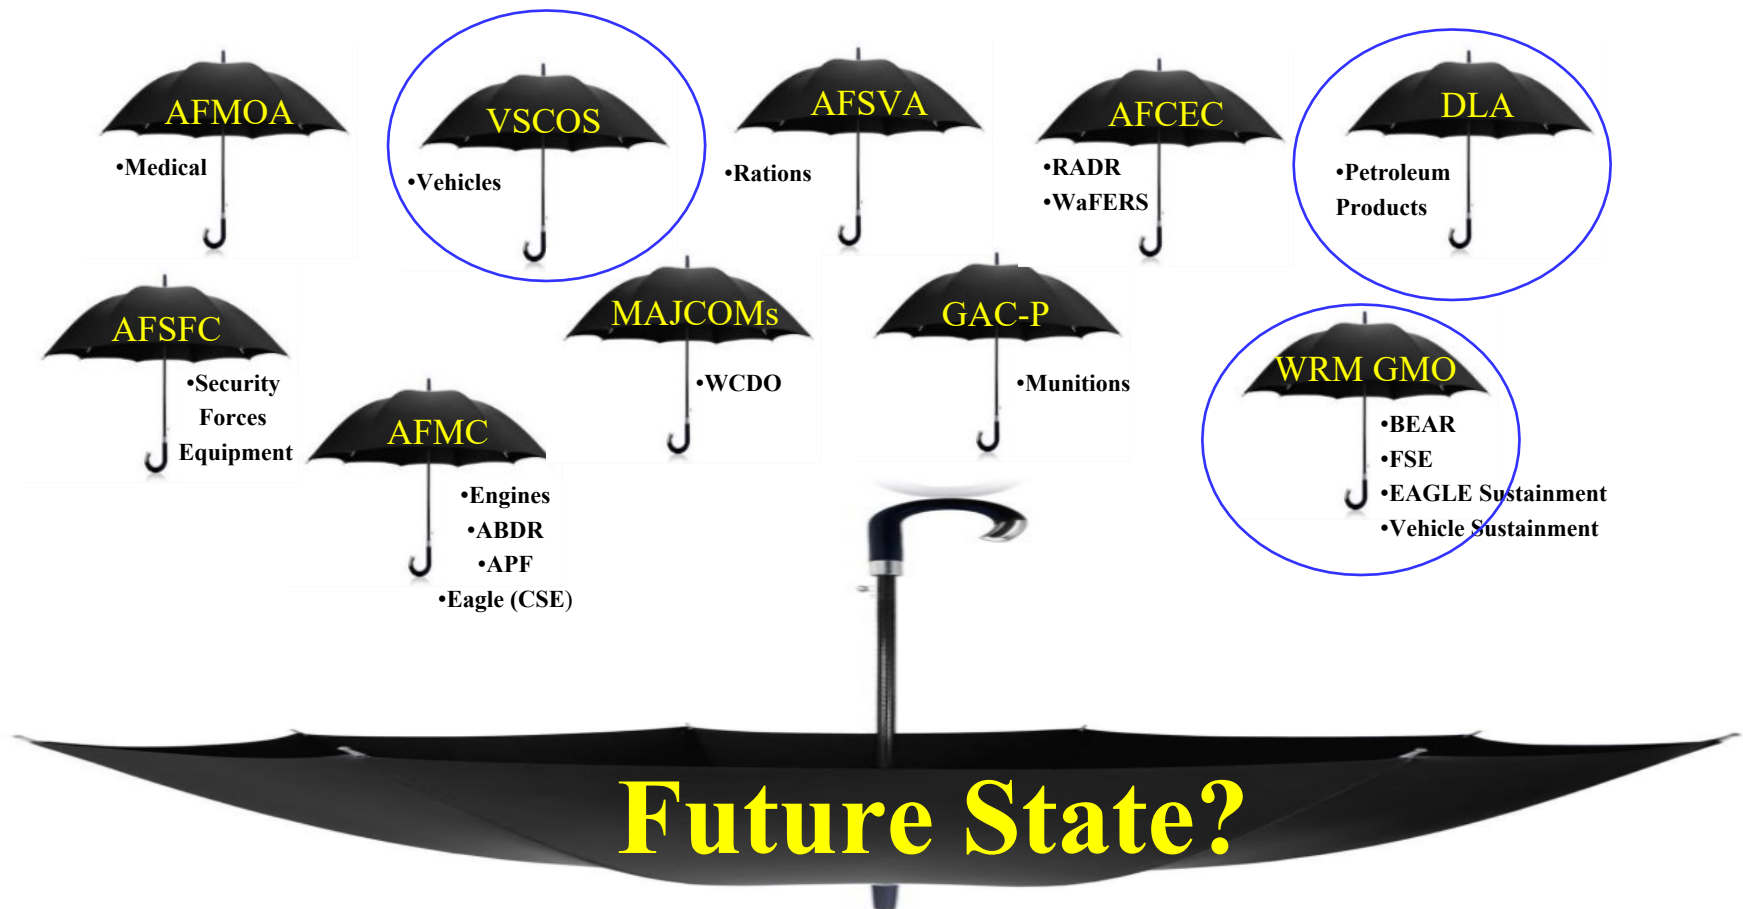 AFMOA
•Medical
VSCOS
•Vehicles
AFSVA
•Rations
AFCEC
•RADR
•WaFERS
DLA
•Petroleum
Products
AFSFC
•Security
Forces
Equipment
AFMC
•Engines
•ABDR
•APF
•Eagle (CSE)
MAJCOMs
•WCDO
GAC-P
•Munitions
WRM GMO
•BEAR
•FSE
•EAGLE Sustainment
•Vehicle Sustainment
Future State?